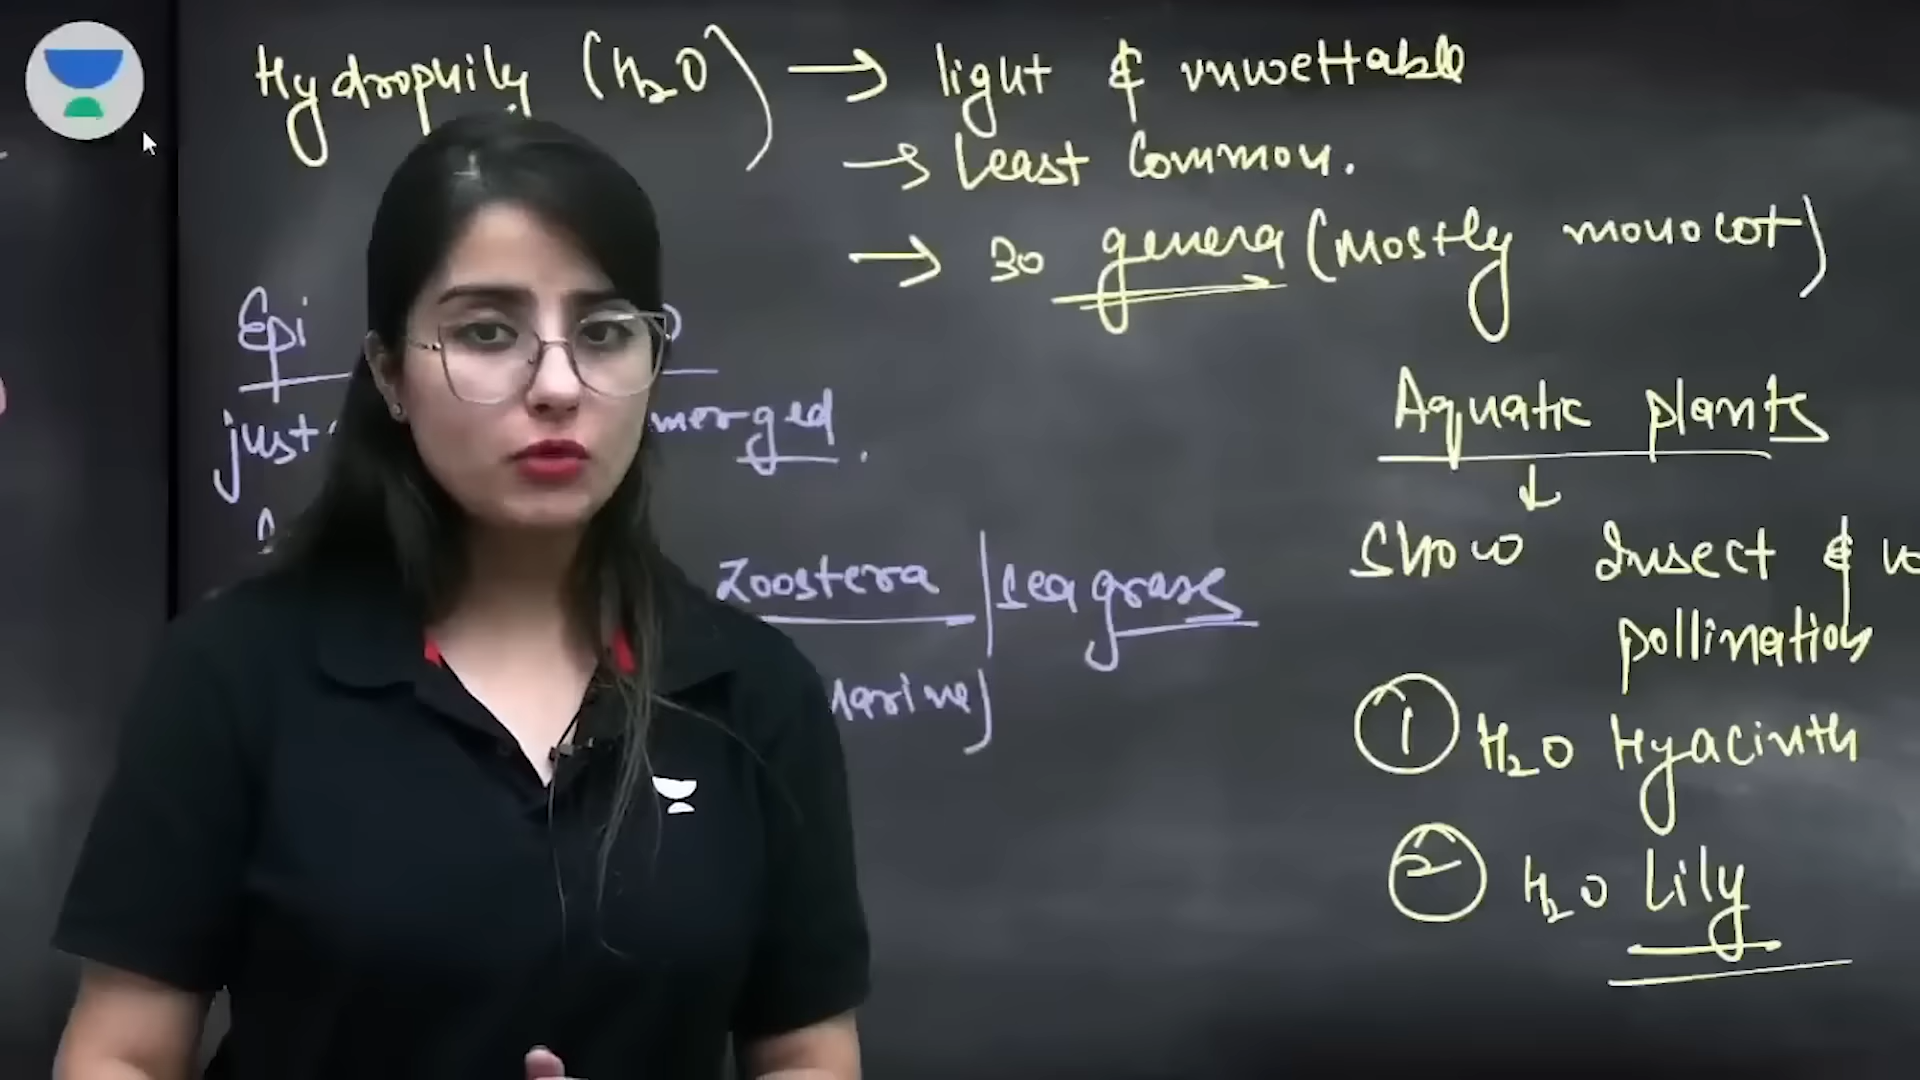 Hydrophily (H₂O) → light & unwettable
→ Least Common.
→ 30 genera (Mostly monocot)
Epi
just
merged.
Aquatic plants
↓
Show Insect &
pollination
Zoostera | sea grass
arine)
① H₂O Hyacinth
② H₂O Lily